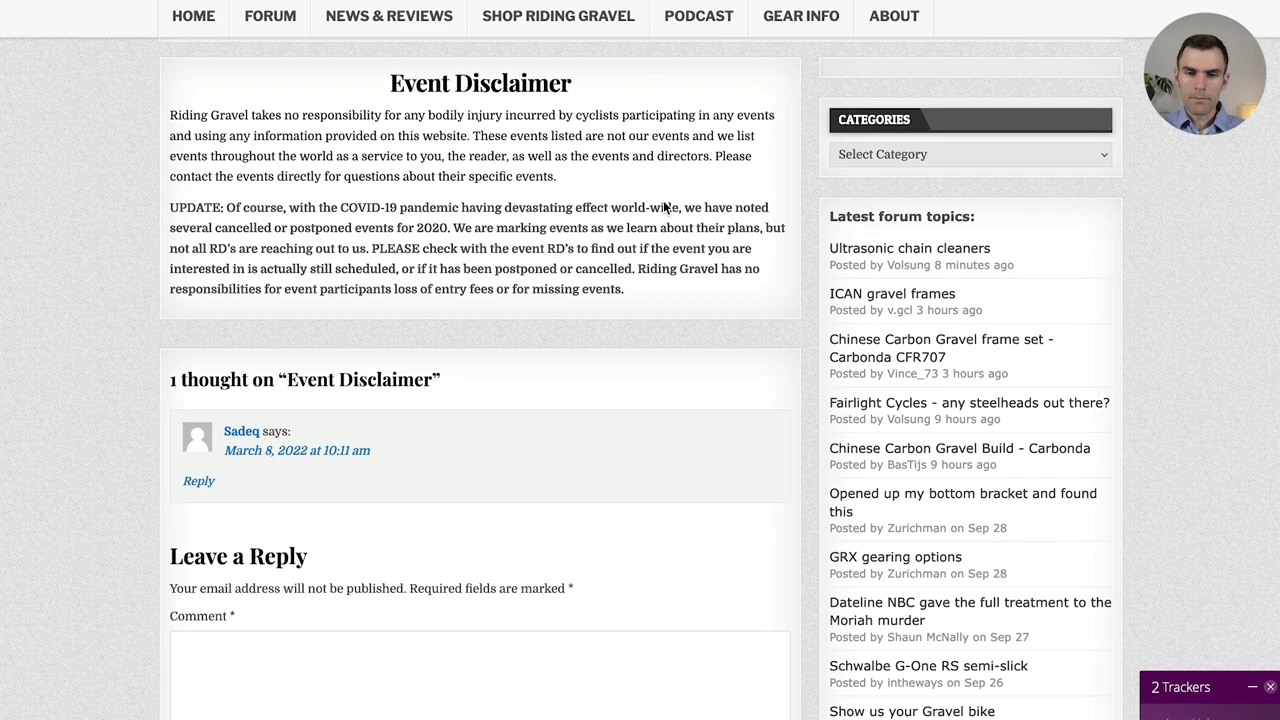 HOME FORUM NEWS & REVIEWS SHOP RIDING GRAVEL PODCAST GEAR INFO ABOUT
Event Disclaimer
Riding Gravel takes no responsibility for any bodily injury incurred by cyclists participating in any events
and using any information provided on this website. These events listed are not our events and we list
events throughout the world as a service to you, the reader, as well as the events and directors. Please
contact the events directly for questions about their specific events.
UPDATE: Of course, with the COVID-19 pandemic having devastating effect world-wide, we have noted
several cancelled or postponed events for 2020. We are marking events as we learn about their plans, but
not all RD’s are reaching out to us. PLEASE check with the event RD’s to find out if the event you are
interested in is actually still scheduled, or if it has been postponed or cancelled. Riding Gravel has no
responsibilities for event participants loss of entry fees or for missing events.
1 thought on “Event Disclaimer”
Sadeq says:
March 8, 2022 at 10:11 am
Reply
Leave a Reply
Your email address will not be published. Required fields are marked *
Comment *
CATEGORIES
Select Category
Latest forum topics:
Ultrasonic chain cleaners
Posted by Volsung 8 minutes ago
ICAN gravel frames
Posted by v.gcl 3 hours ago
Chinese Carbon Gravel frame set -
Carbonda CFR707
Posted by Vince_73 3 hours ago
Fairlight Cycles - any steelheads out there?
Posted by Volsung 9 hours ago
Chinese Carbon Gravel Build - Carbonda
Posted by BasTijs 9 hours ago
Opened up my bottom bracket and found
this
Posted by Zurichman on Sep 28
GRX gearing options
Posted by Zurichman on Sep 28
Dateline NBC gave the full treatment to the
Moriah murder
Posted by Shaun McNally on Sep 27
Schwalbe G-One RS semi-slick
Posted by intheways on Sep 26
Show us your Gravel bike
2 Trackers